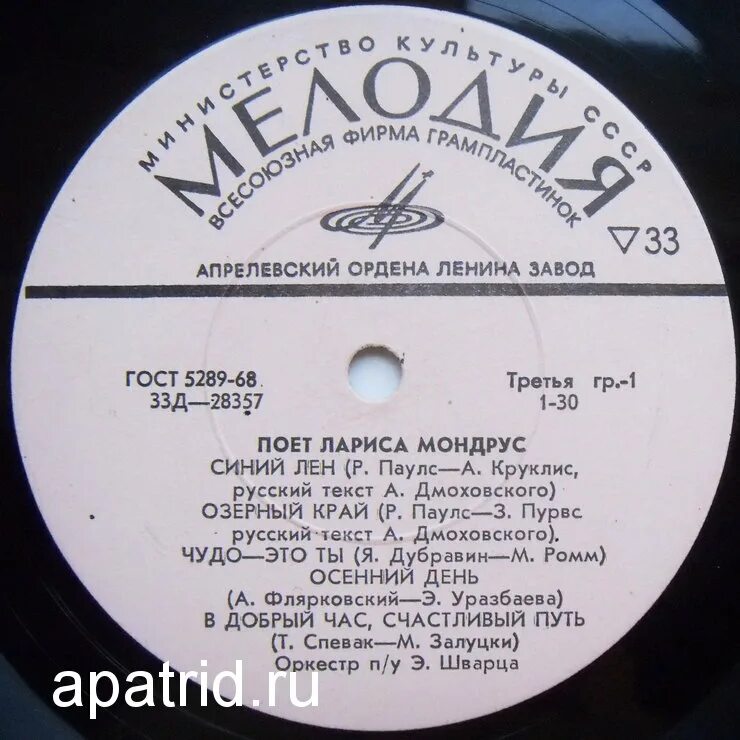 МИНИСТЕРСТВО КУЛЬТУРЫ СССР
МЕЛОДИЯ
ВСЕСОЮЗНАЯ ФИРМА ГРАМПЛАСТИНОК
▽33
АПРЕЛЕВСКИЙ ОРДЕНА ЛЕНИНА ЗАВОД
ГОСТ 5289-68 Третья гр.-1
33Д—28357 1-30
ПОЕТ ЛАРИСА МОНДРУС
СИНИЙ ЛЕН (Р. Паулс—А. Круклис,
русский текст А. Дмоховского)
ОЗЕРНЫЙ КРАЙ (Р. Паулс—З. Пурвс
русский текст А. Дмоховского).
ЧУДО—ЭТО ТЫ (Я. Дубравин—М. Ромм)
ОСЕННИЙ ДЕНЬ
(А. Флярковский—Э. Уразбаева)
В ДОБРЫЙ ЧАС, СЧАСТЛИВЫЙ ПУТЬ
(Т. Спевак—М. Залуцки)
Оркестр п/у Э. Шварца
apatrid.ru